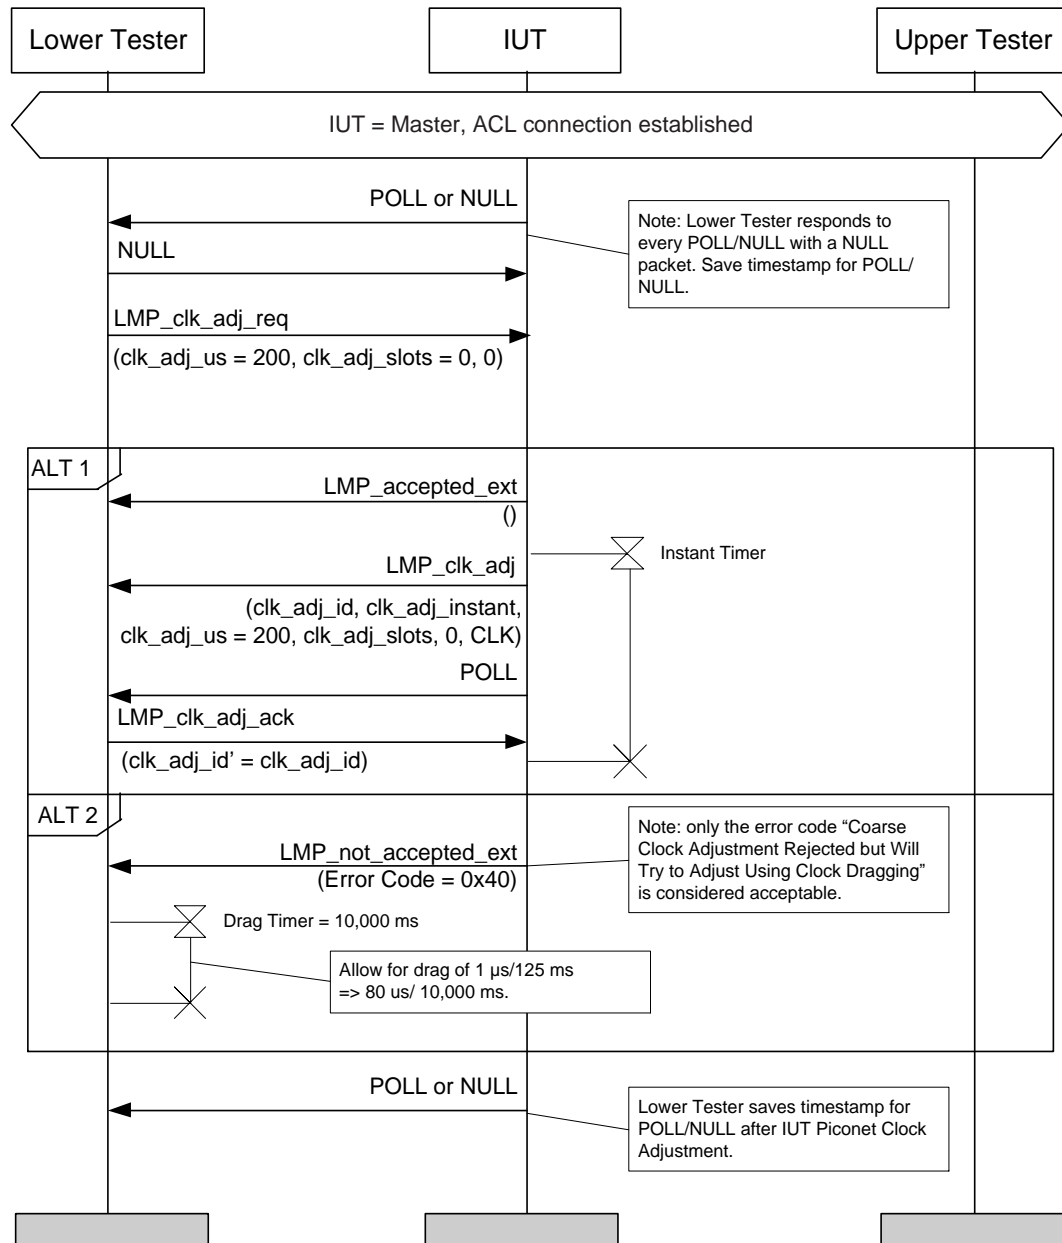 Lower Tester
IUT
Upper Tester
IUT = Master, ACL connection established
POLL or NULL
Note: Lower Tester responds to
every POLL/NULL with a NULL
packet. Save timestamp for POLL/
NULL.
NULL
LMP_clk_adj_req
(clk_adj_us = 200, clk_adj_slots = 0, 0)
ALT 1
LMP_accepted_ext
()
Instant Timer
LMP_clk_adj
(clk_adj_id, clk_adj_instant,
clk_adj_us = 200, clk_adj_slots, 0, CLK)
POLL
LMP_clk_adj_ack
(clk_adj_id’ = clk_adj_id)
ALT 2
Note: only the error code “Coarse
Clock Adjustment Rejected but Will
Try to Adjust Using Clock Dragging”
is considered acceptable.
LMP_not_accepted_ext
(Error Code = 0x40)
Drag Timer = 10,000 ms
Allow for drag of 1 µs/125 ms
=> 80 us/ 10,000 ms.
POLL or NULL
Lower Tester saves timestamp for
POLL/NULL after IUT Piconet Clock
Adjustment.